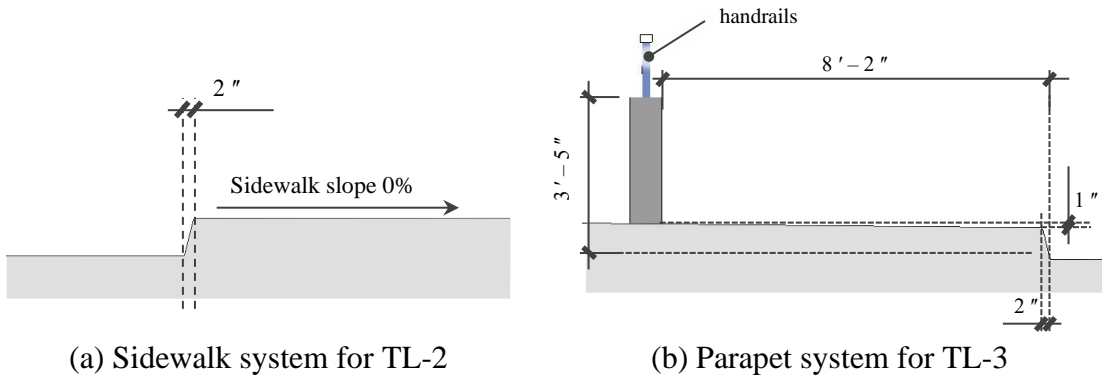 handrails
8 ′ – 2 ″
2 ″
3 ′ – 5 ″
Sidewalk slope 0%
1 ″
2 ″
(a) Sidewalk system for TL-2
(b) Parapet system for TL-3